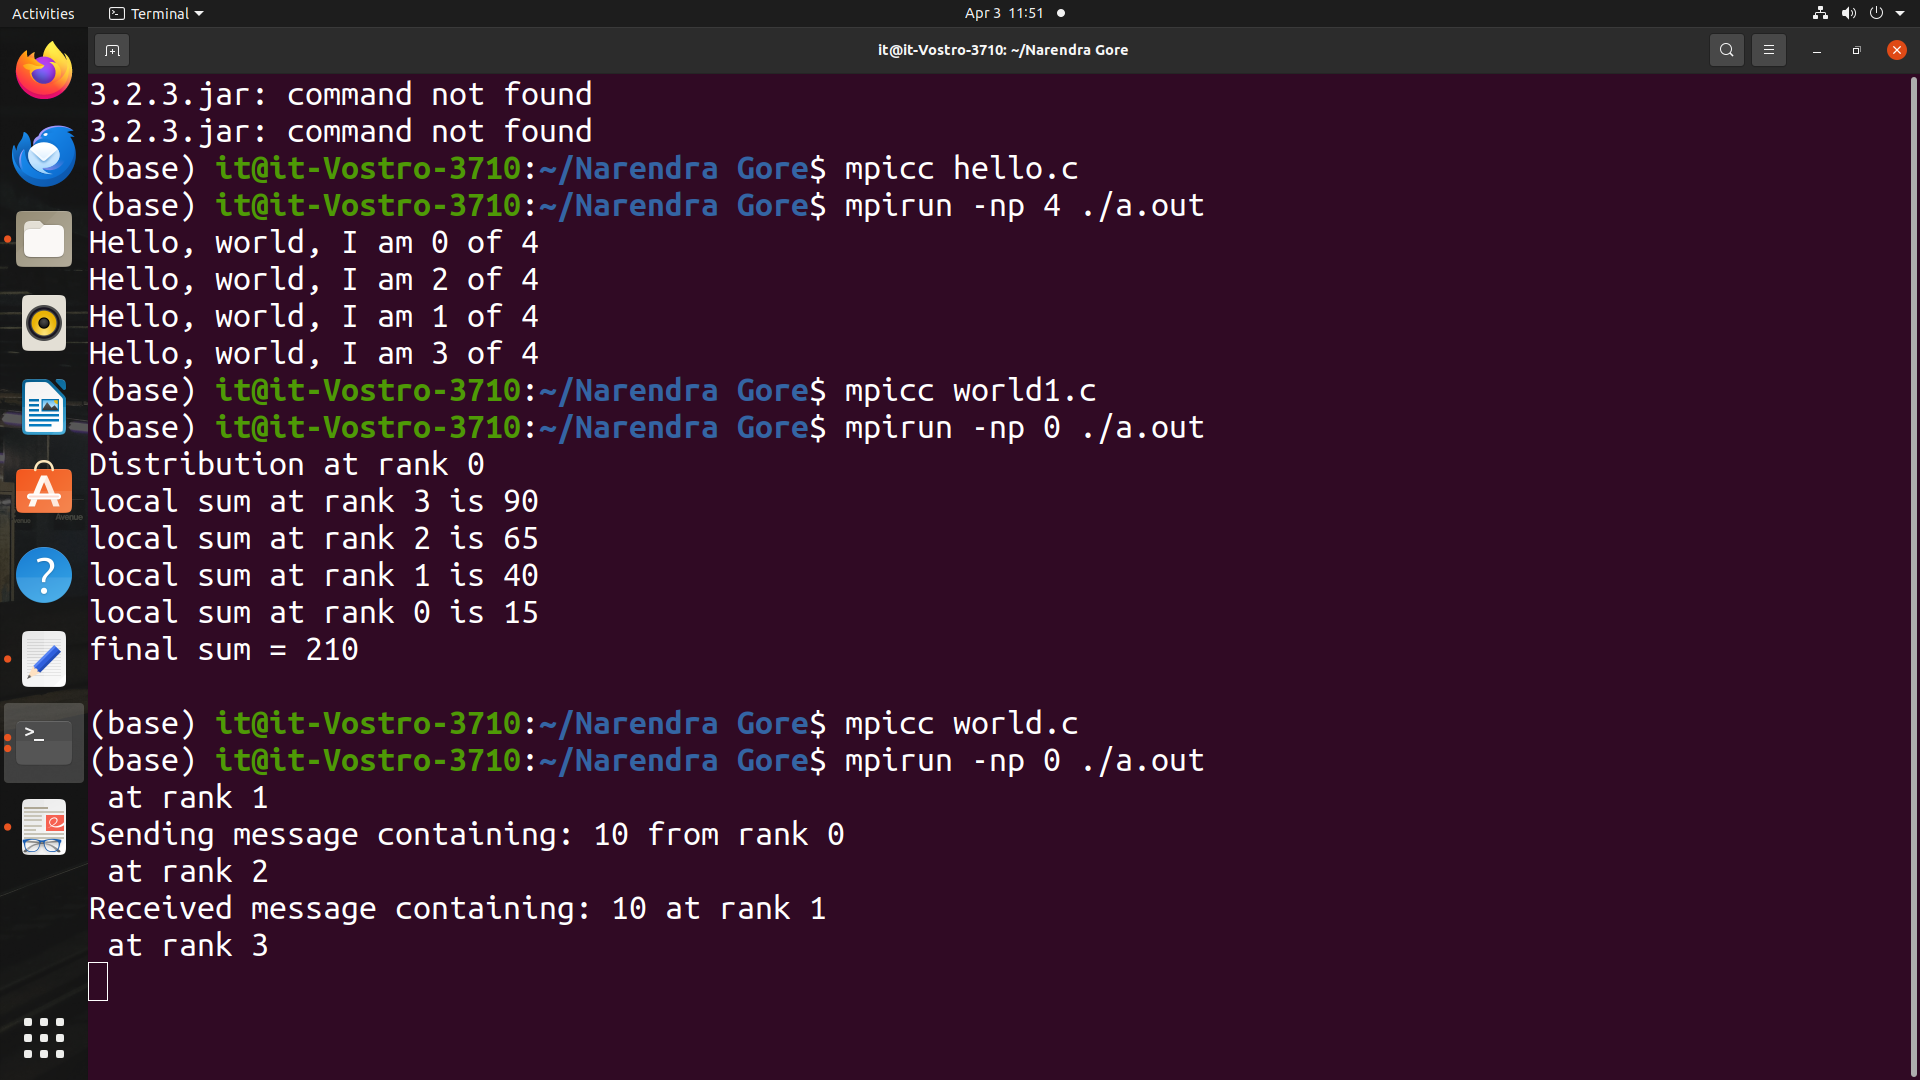 Activities Terminal Apr 3 11:51
it@it-Vostro-3710: ~/Narendra Gore
3.2.3.jar: command not found
3.2.3.jar: command not found
(base) it@it-Vostro-3710:~/Narendra Gore$ mpicc hello.c
(base) it@it-Vostro-3710:~/Narendra Gore$ mpirun -np 4 ./a.out
Hello, world, I am 0 of 4
Hello, world, I am 2 of 4
Hello, world, I am 1 of 4
Hello, world, I am 3 of 4
(base) it@it-Vostro-3710:~/Narendra Gore$ mpicc world1.c
(base) it@it-Vostro-3710:~/Narendra Gore$ mpirun -np 0 ./a.out
Distribution at rank 0
local sum at rank 3 is 90
local sum at rank 2 is 65
local sum at rank 1 is 40
local sum at rank 0 is 15
final sum = 210
(base) it@it-Vostro-3710:~/Narendra Gore$ mpicc world.c
(base) it@it-Vostro-3710:~/Narendra Gore$ mpirun -np 0 ./a.out
 at rank 1
Sending message containing: 10 from rank 0
 at rank 2
Received message containing: 10 at rank 1
 at rank 3